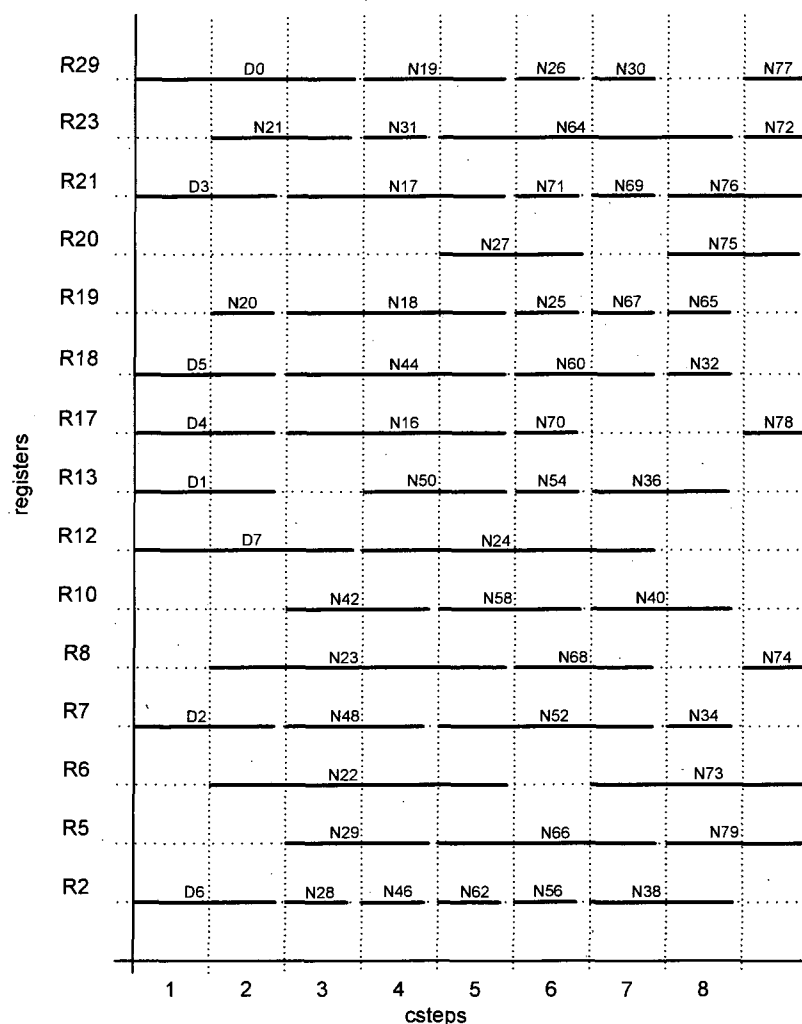 R29 D0 N19 N26 N30 N77
R23 N21 N31 N64 N72
R21 D3 N17 N71 N69 N76
R20 N27 N75
R19 N20 N18 N25 N67 N65
R18 D5 N44 N60 N32
R17 D4 N16 N70 N78
R13 D1 N50 N54 N36
R12 D7 N24
R10 N42 N58 N40
R8 N23 N68 N74
R7 D2 N48 N52 N34
R6 N22 N73
R5 N29 N66 N79
R2 D6 N28 N46 N62 N56 N38
registers
1 2 3 4 5 6 7 8
csteps